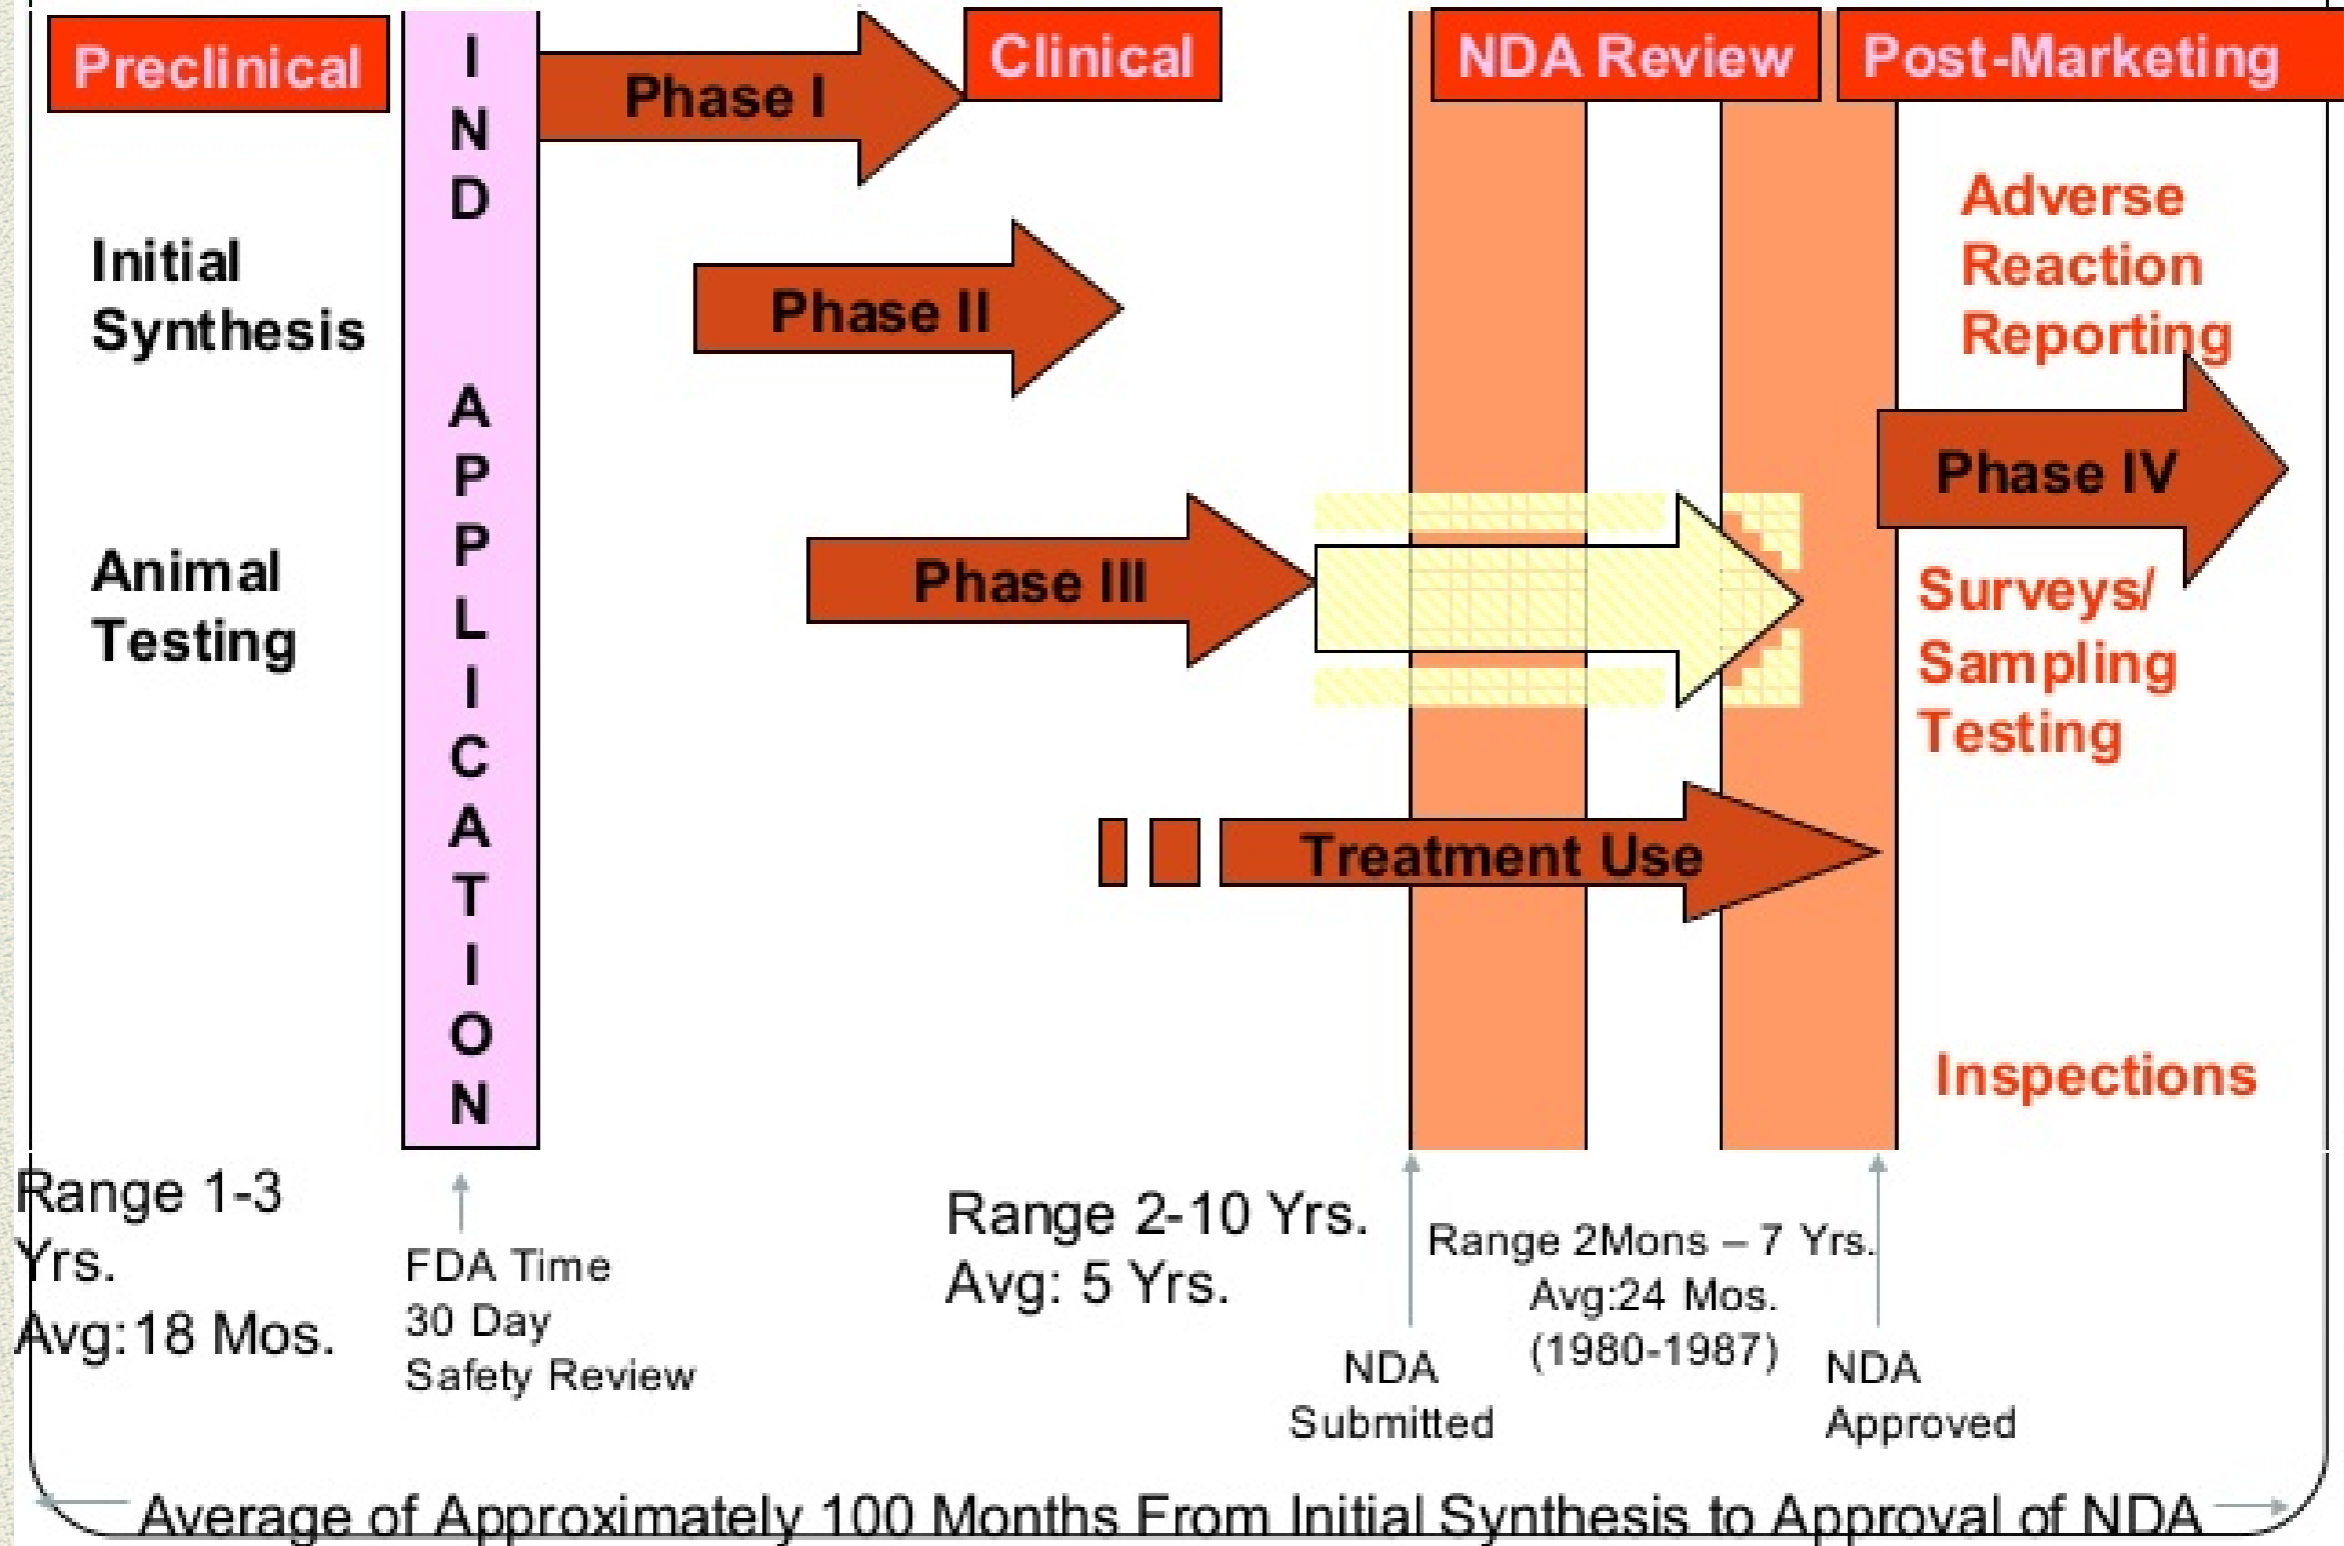 Preclinical
IND APPLICATION
Phase I
Clinical
NDA Review
Post-Marketing
Initial
Synthesis
Phase II
Adverse
Reaction
Reporting
Phase IV
Animal
Testing
Phase III
Surveys/
Sampling
Testing
Treatment Use
Inspections
Range 1-3
Yrs.
Avg:18 Mos.
FDA Time
30 Day
Safety Review
Range 2-10 Yrs.
Avg: 5 Yrs.
NDA
Submitted
Range 2Mons – 7 Yrs.
Avg:24 Mos.
(1980-1987)
NDA
Approved
Average of Approximately 100 Months From Initial Synthesis to Approval of NDA